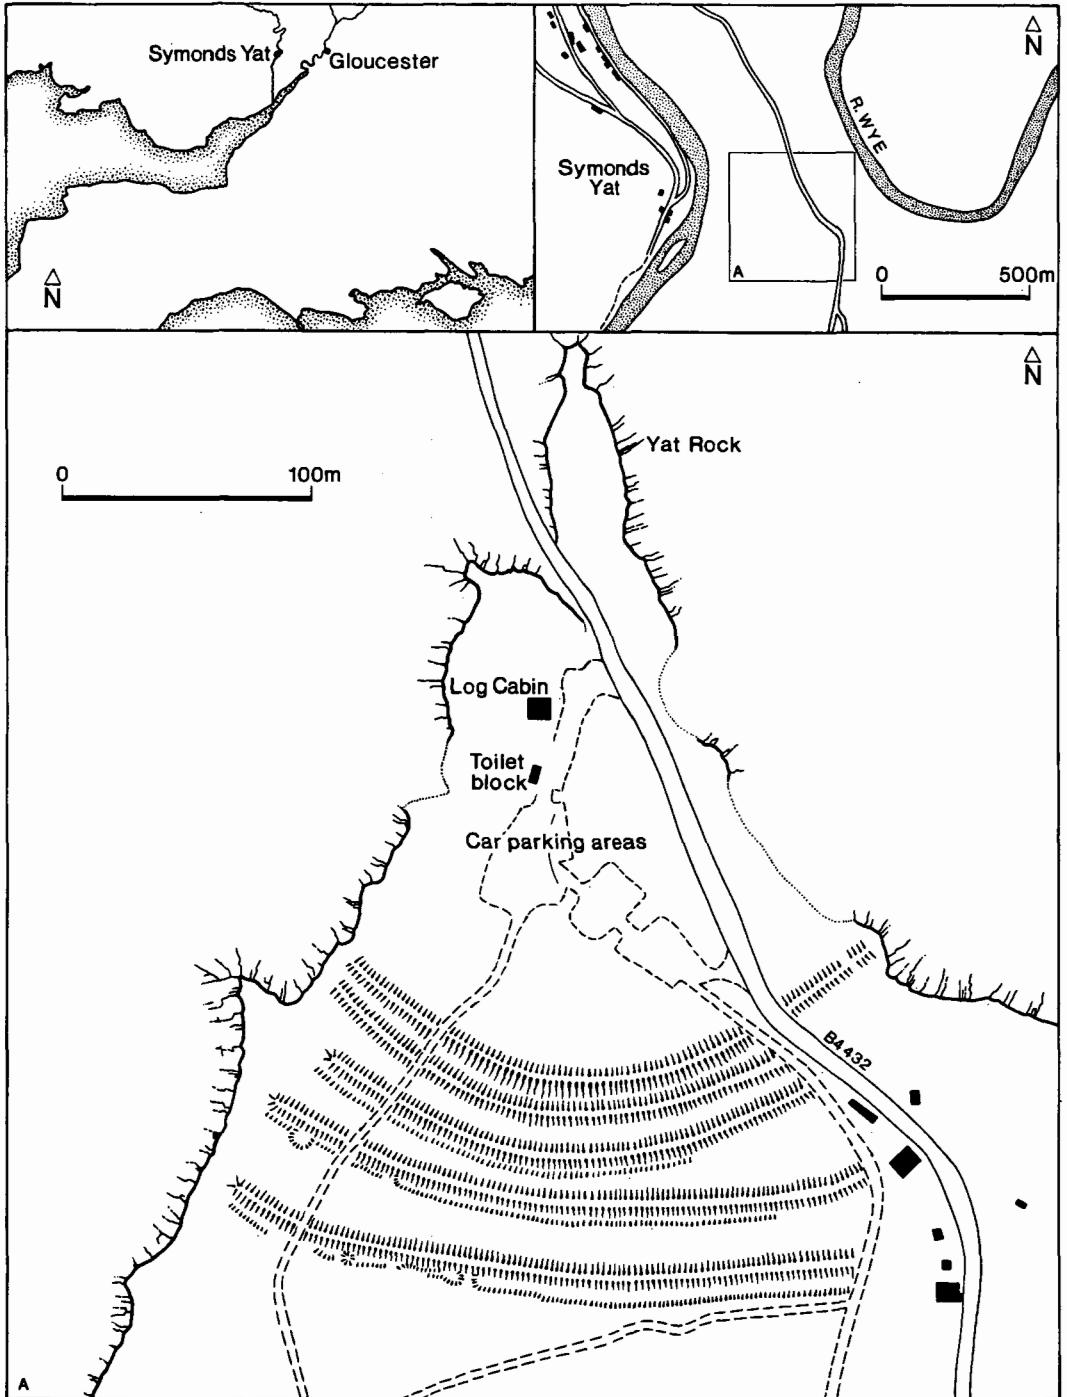 Symonds Yat
Gloucester
N
N
R. WYE
Symonds
Yat
A
0 500m
N
Yat Rock
0 100m
Log Cabin
Toilet
block
Car parking areas
B4432
A